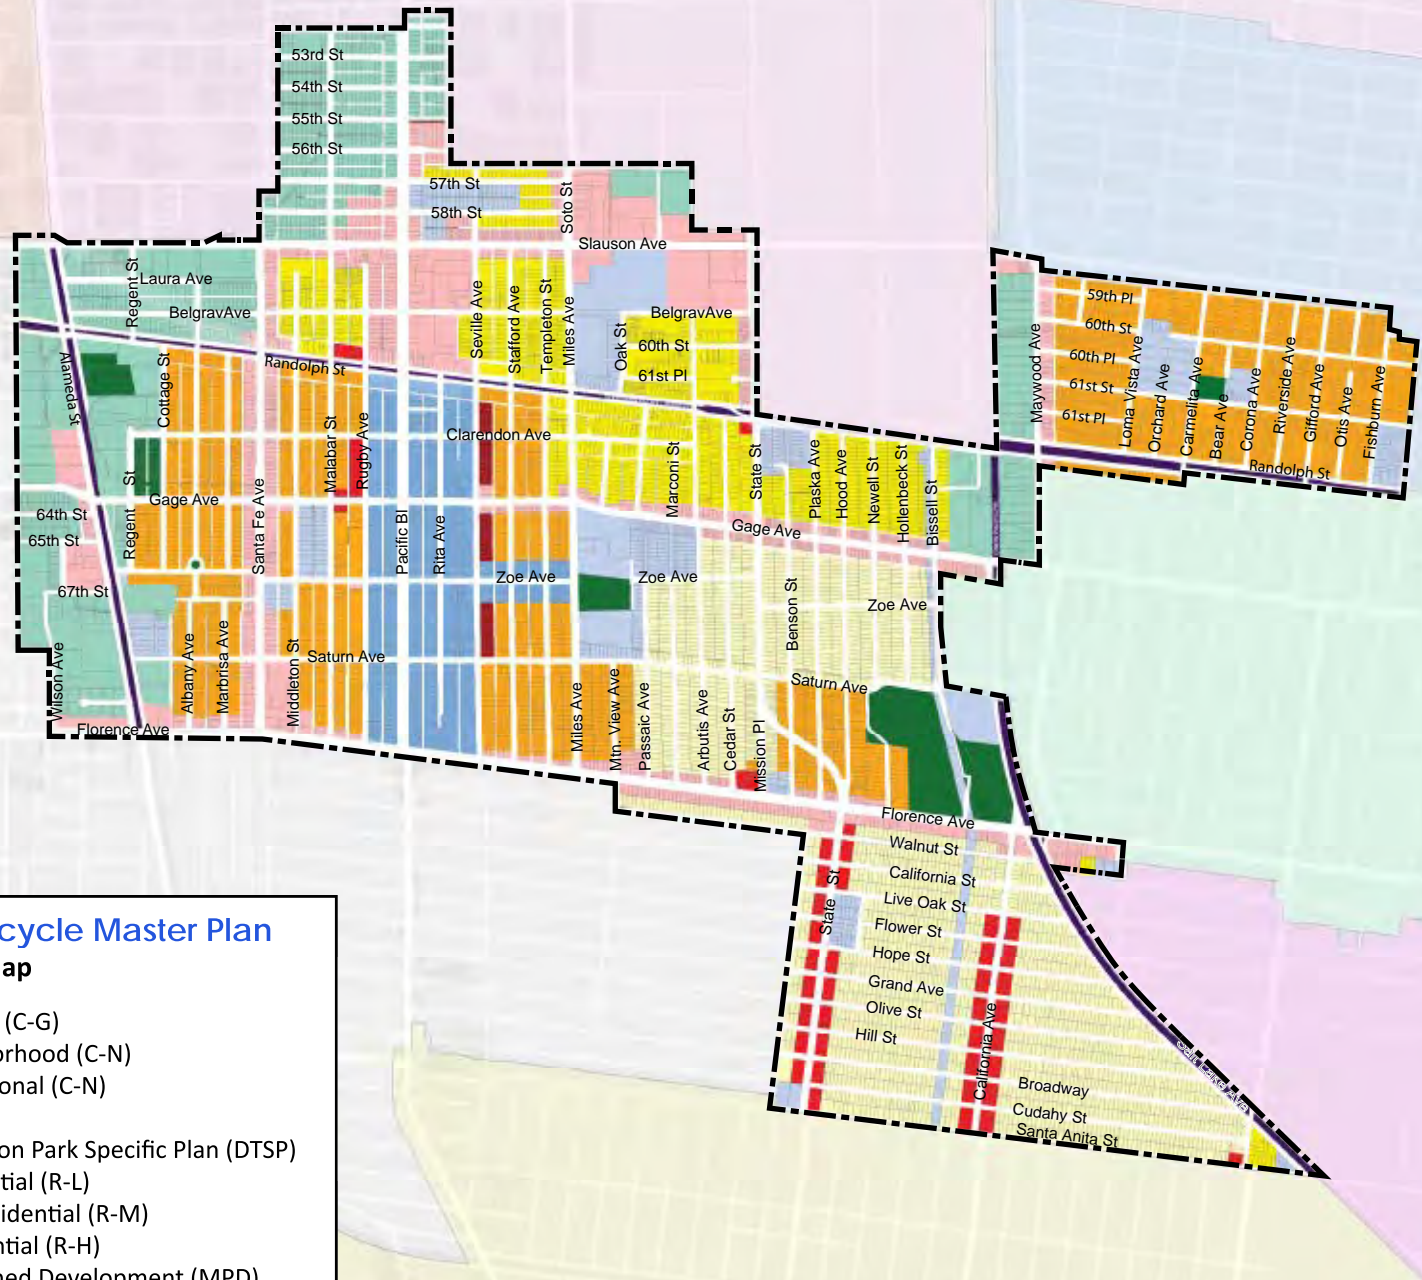 53rd St
54th St
55th St
56th St
57th St
58th St
Soto St
Slauson Ave
Laura Ave
Regent St
BelgravAve
Seville Ave
Stafford Ave
Templeton St
Miles Ave
Oak St
BelgravAve
60th St
61st Pl
Randolph St
Alameda St
Cottage St
Malabar St
Rugby Ave
Clarendon Ave
Marconi St
State St
Plaska Ave
Hood Ave
Newell St
Hollenbeck St
Bissell St
Maywood Ave
59th Pl
60th St
60th Pl
61st St
61st Pl
Loma Vista Ave
Orchard Ave
Carmelita Ave
Bear Ave
Corona Ave
Riverside Ave
Gifford Ave
Otis Ave
Fishburn Ave
Randolph St
Gage Ave
Regent St
64th St
65th St
67th St
Santa Fe Ave
Pacific Bl
Rita Ave
Gage Ave
Zoe Ave
Zoe Ave
Benson St
Zoe Ave
Wilson Ave
Albany Ave
Marbrisa Ave
Middleton St
Saturn Ave
Saturn Ave
Miles Ave
Mtn. View Ave
Passaic Ave
Arbutis Ave
Cedar St
Mission Pl
Florence Ave
Florence Ave
Walnut St
California St
Live Oak St
State St
Flower St
Hope St
Grand Ave
Olive St
Hill St
California Ave
Salt Lake Ave
Broadway
Cudahy St
Santa Anita St
cycle Master Plan
ap
(C-G)
orhood (C-N)
onal (C-N)
on Park Specific Plan (DTSP)
tial (R-L)
idential (R-M)
ntial (R-H)
ned Development (MPD)